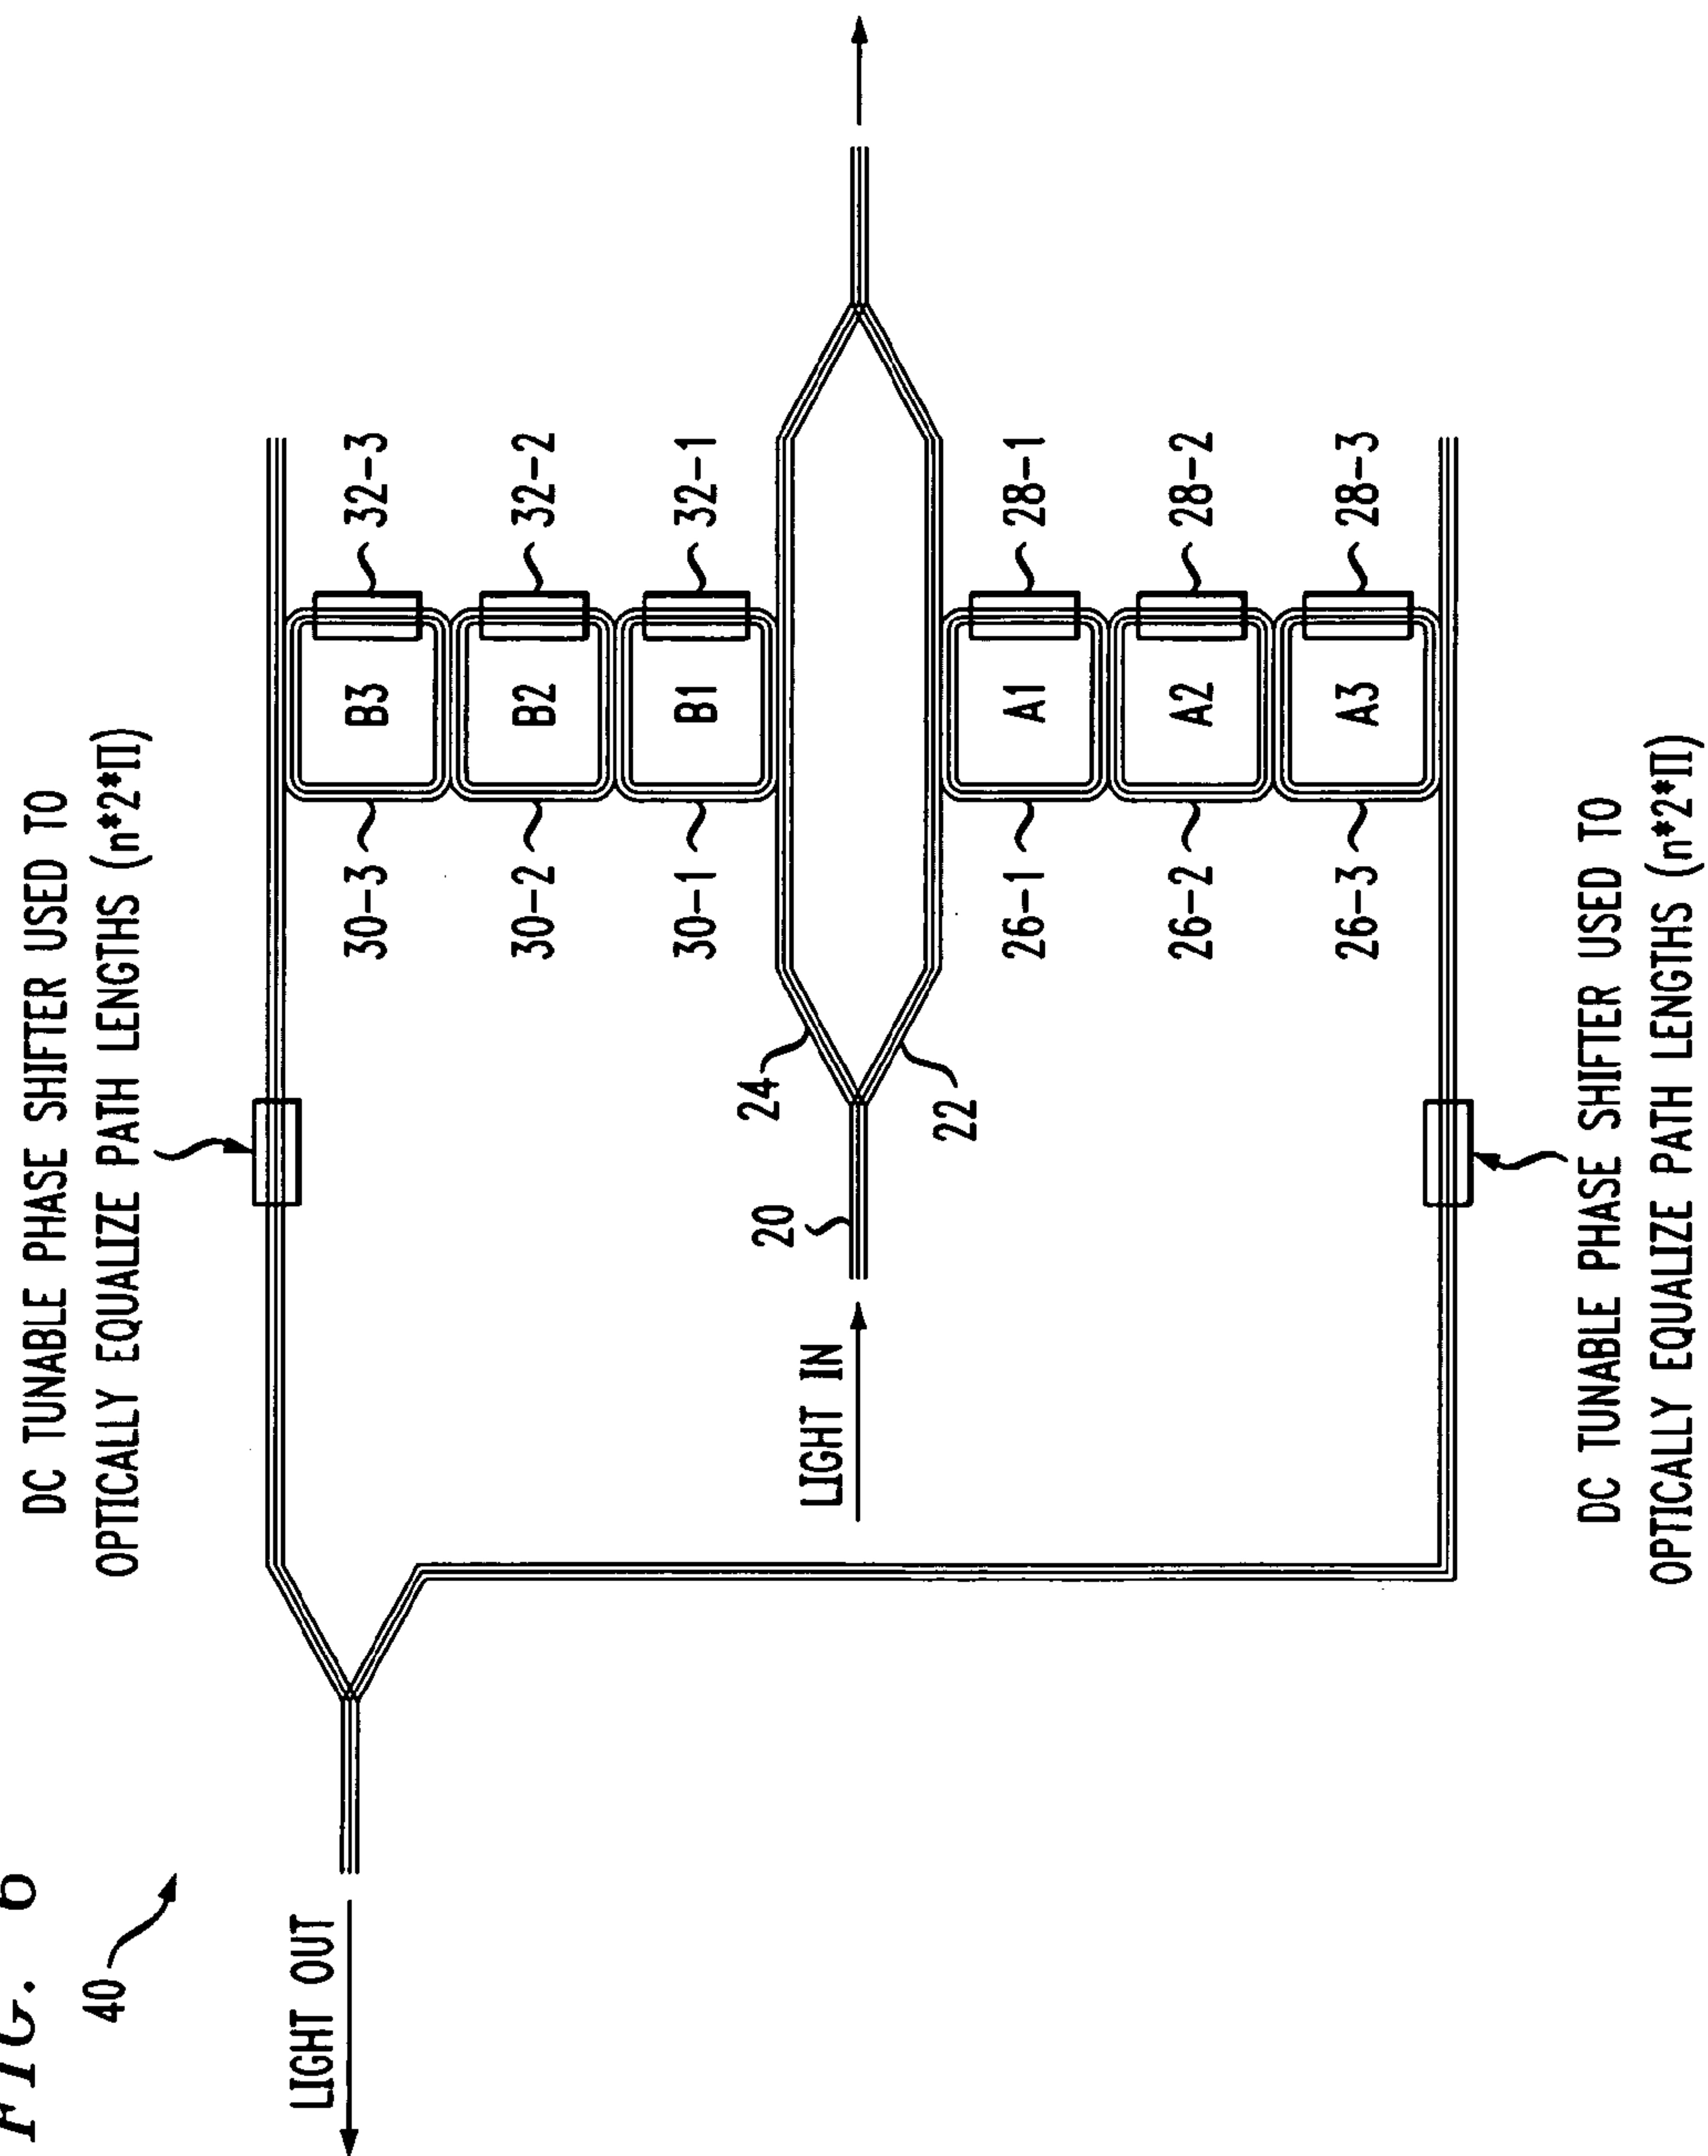 FIG. 6
40
DC TUNABLE PHASE SHIFTER USED TO
OPTICALLY EQUALIZE PATH LENGTHS (n*2*Π)
LIGHT OUT
LIGHT IN
20
24
22
30-3
B3
32-3
30-2
B2
32-2
30-1
B1
32-1
26-1
A1
28-1
26-2
A2
28-2
26-3
A3
28-3
DC TUNABLE PHASE SHIFTER USED TO
OPTICALLY EQUALIZE PATH LENGTHS (n*2*Π)